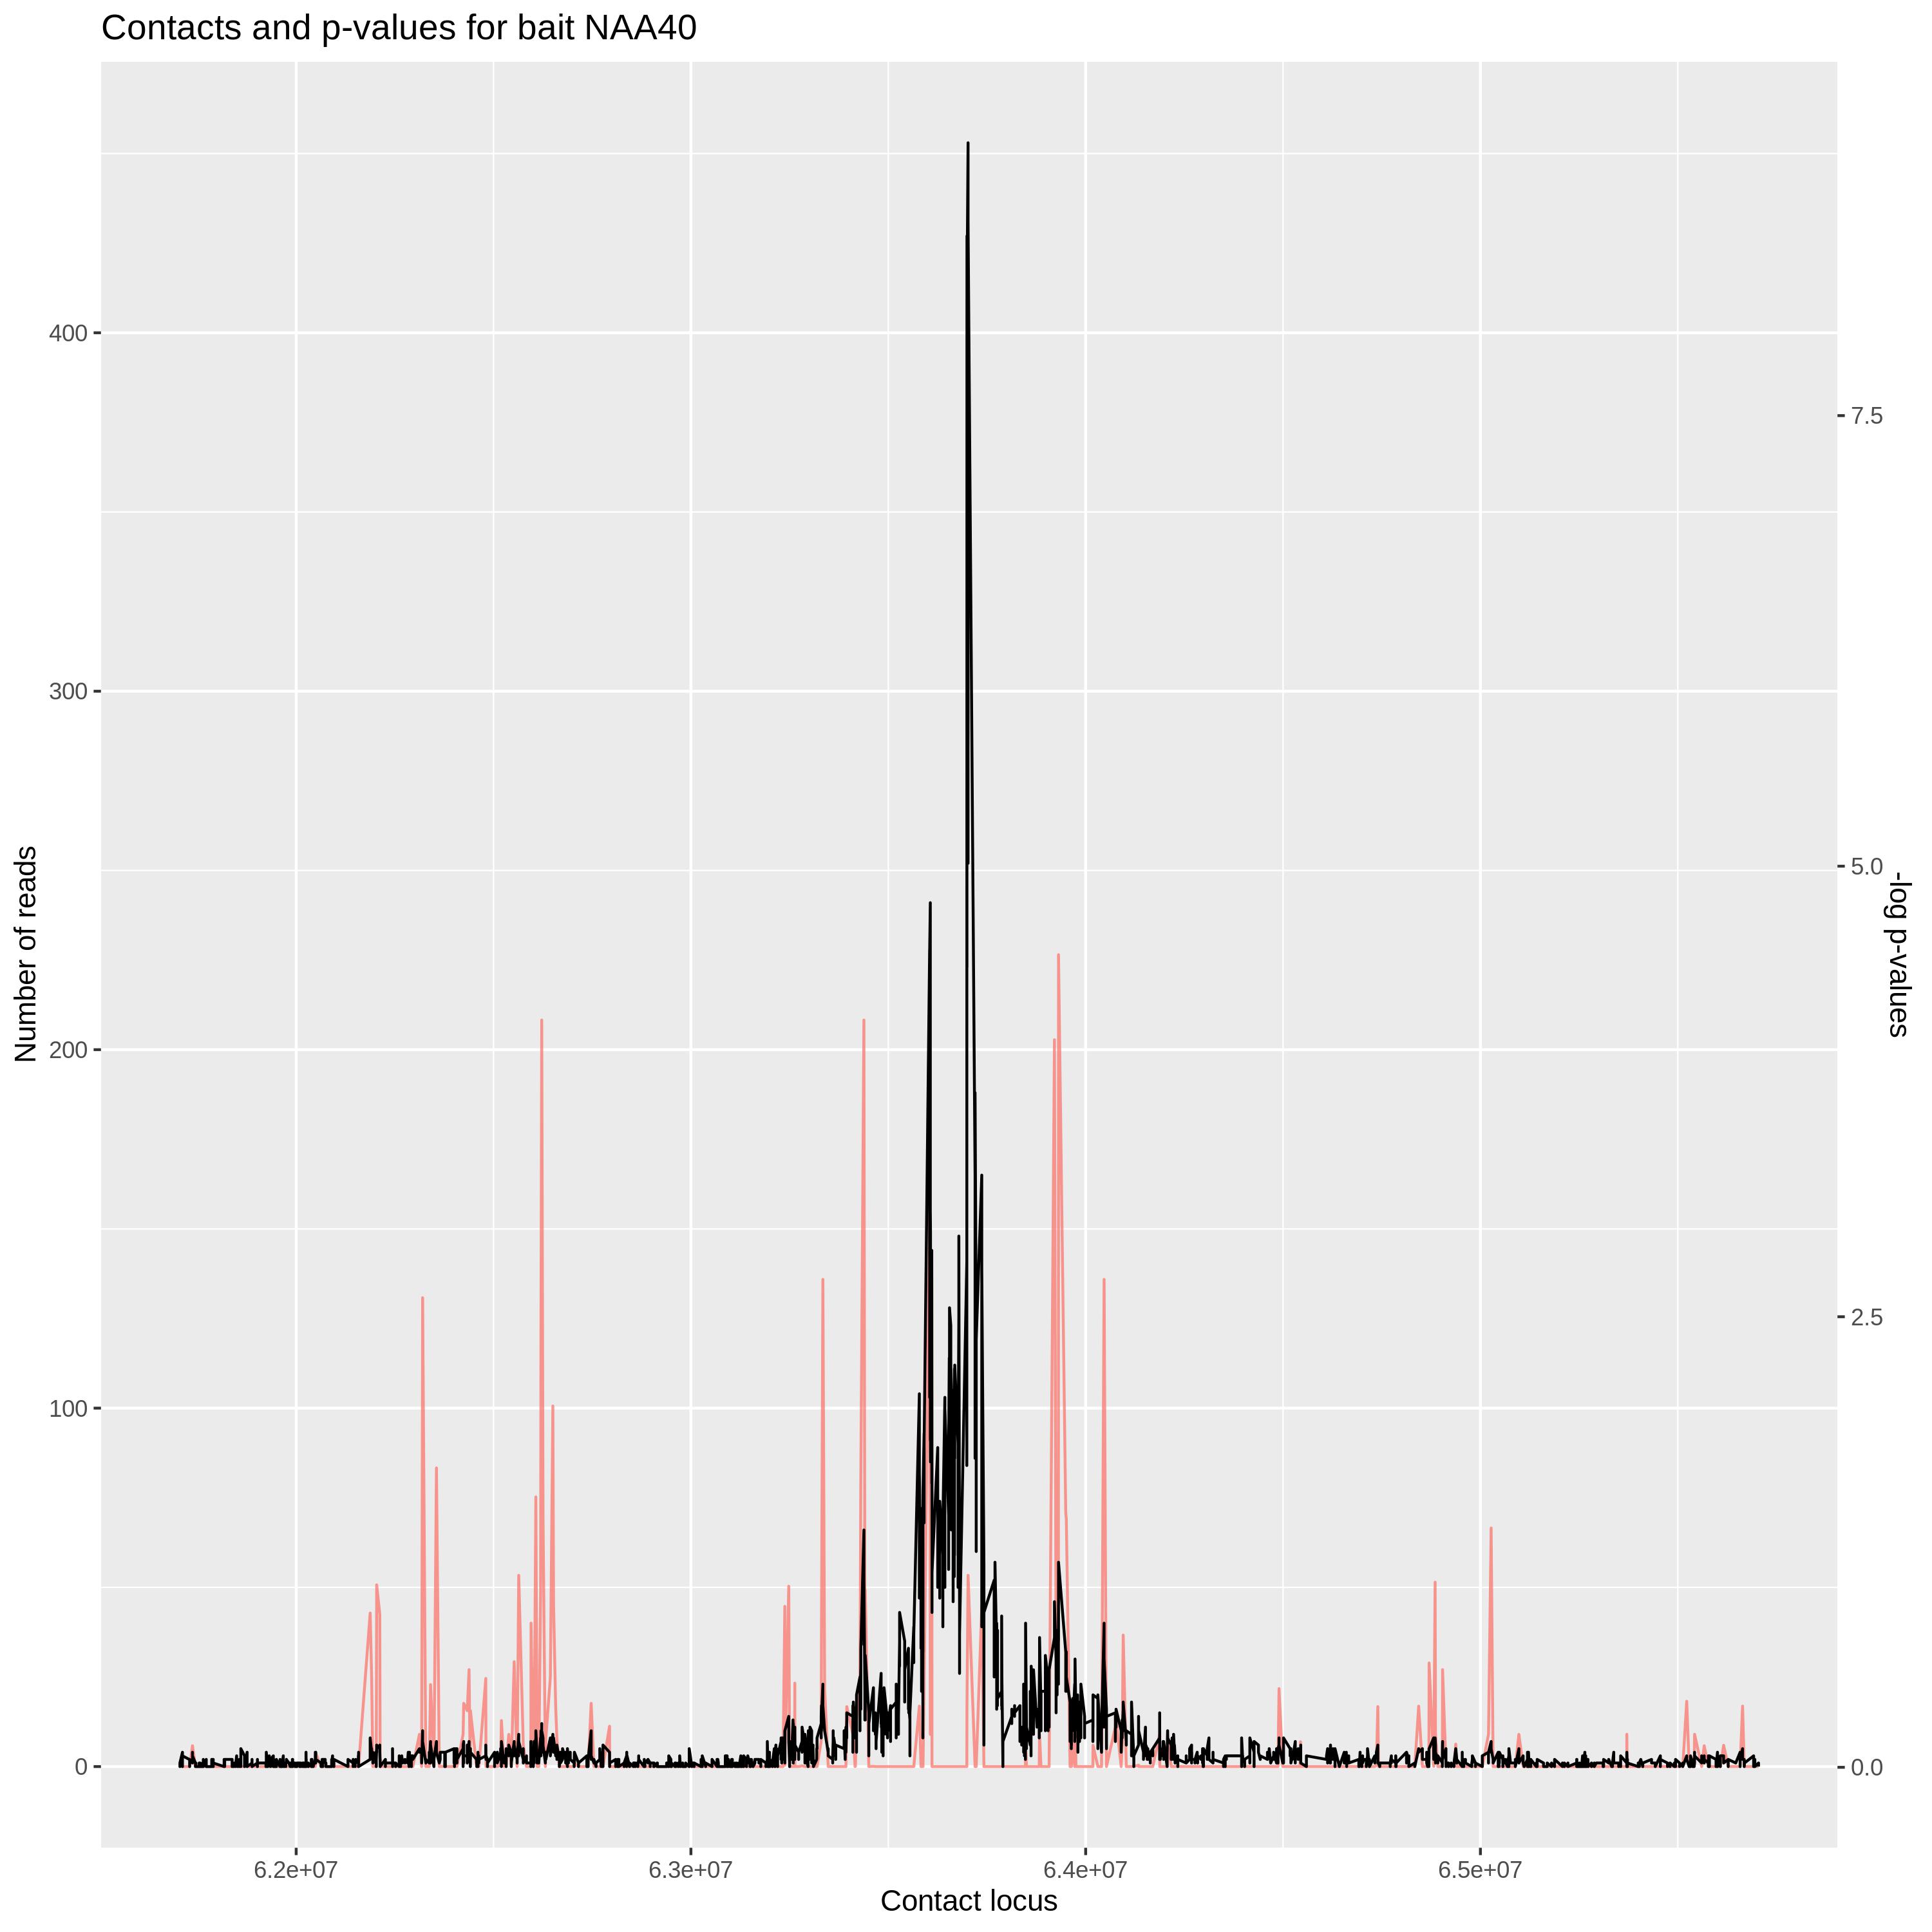 Contacts and p-values for bait NAA40
Number of reads
400
300
200
100
0
7.5
5.0
2.5
0.0
-log p-values
6.2e+07 6.3e+07 6.4e+07 6.5e+07
Contact locus